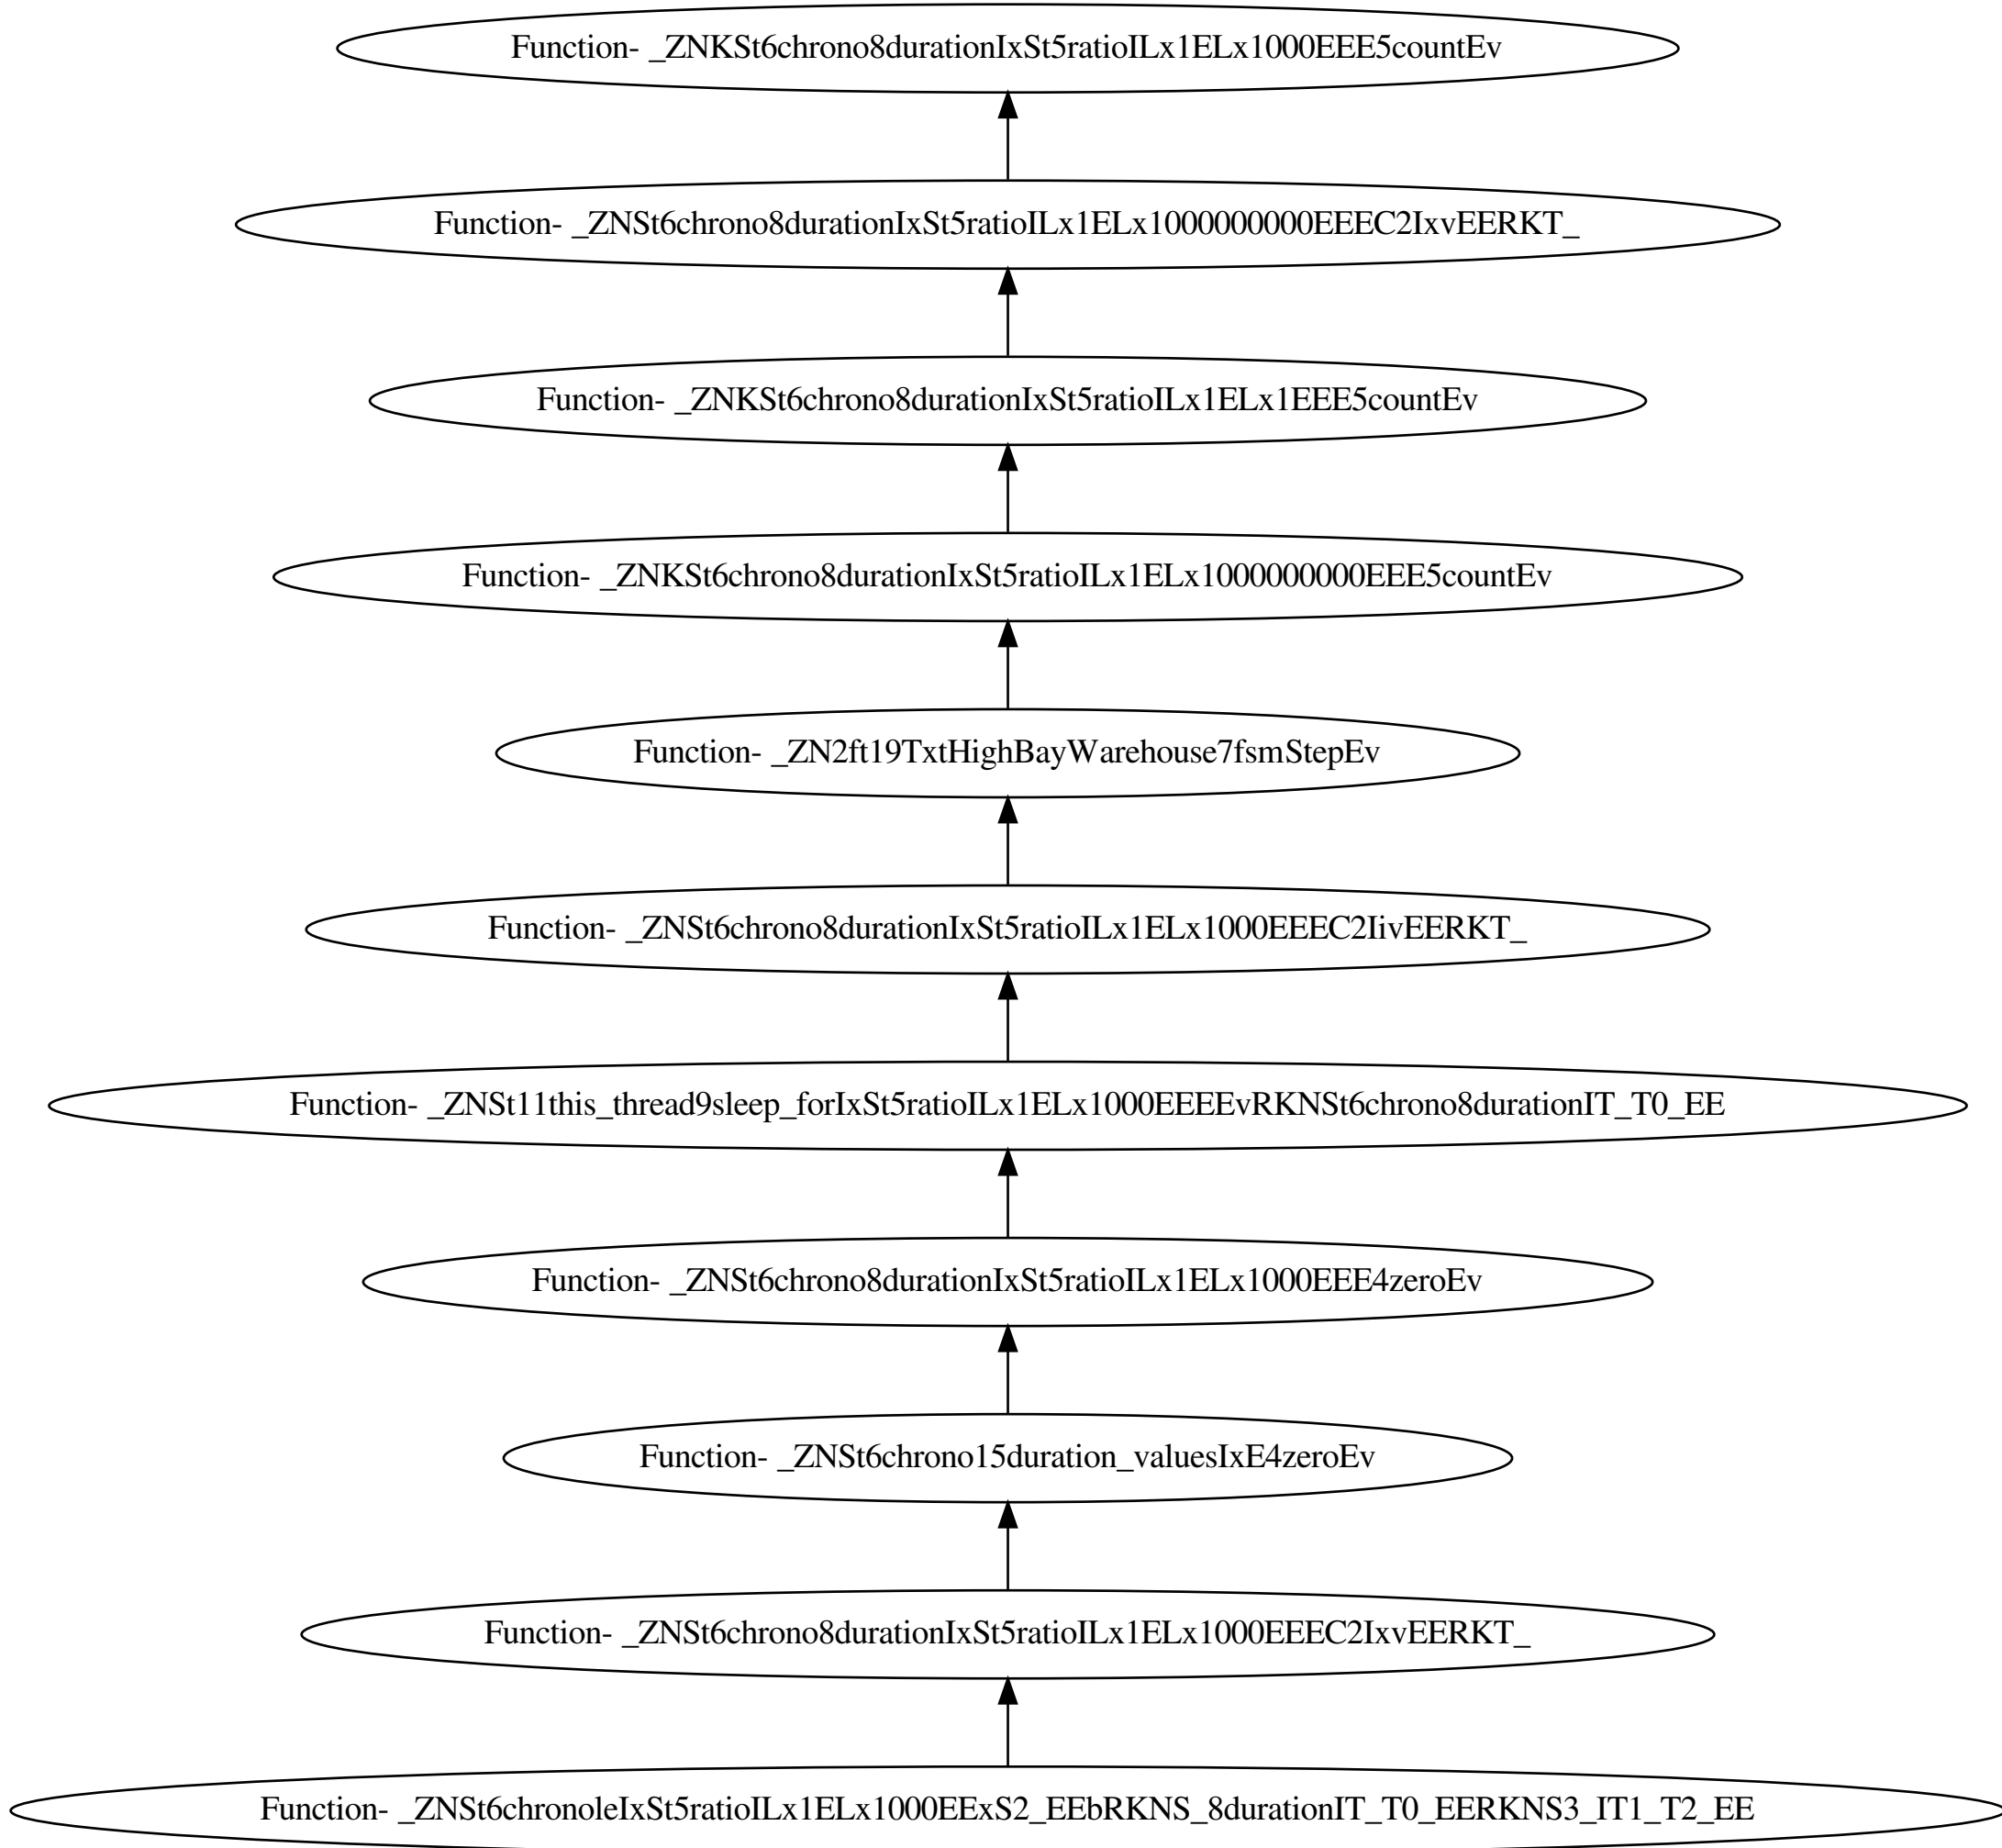 Function- _ZNKSt6chrono8durationIxSt5ratioILx1ELx1000EEE5countEv
Function- _ZNSt6chrono8durationIxSt5ratioILx1ELx1000000000EEEC2IxvEERKT_
Function- _ZNKSt6chrono8durationIxSt5ratioILx1ELx1EEE5countEv
Function- _ZNKSt6chrono8durationIxSt5ratioILx1ELx1000000000EEE5countEv
Function- _ZN2ft19TxtHighBayWarehouse7fsmStepEv
Function- _ZNSt6chrono8durationIxSt5ratioILx1ELx1000EEEC2IivEERKT_
Function- _ZNSt11this_thread9sleep_forIxSt5ratioILx1ELx1000EEEEvRKNSt6chrono8durationIT_T0_EE
Function- _ZNSt6chrono8durationIxSt5ratioILx1ELx1000EEE4zeroEv
Function- _ZNSt6chrono15duration_valuesIxE4zeroEv
Function- _ZNSt6chrono8durationIxSt5ratioILx1ELx1000EEEC2IxvEERKT_
Function- _ZNSt6chronoleIxSt5ratioILx1ELx1000EExS2_EEbRKNS_8durationIT_T0_EERKNS3_IT1_T2_EE